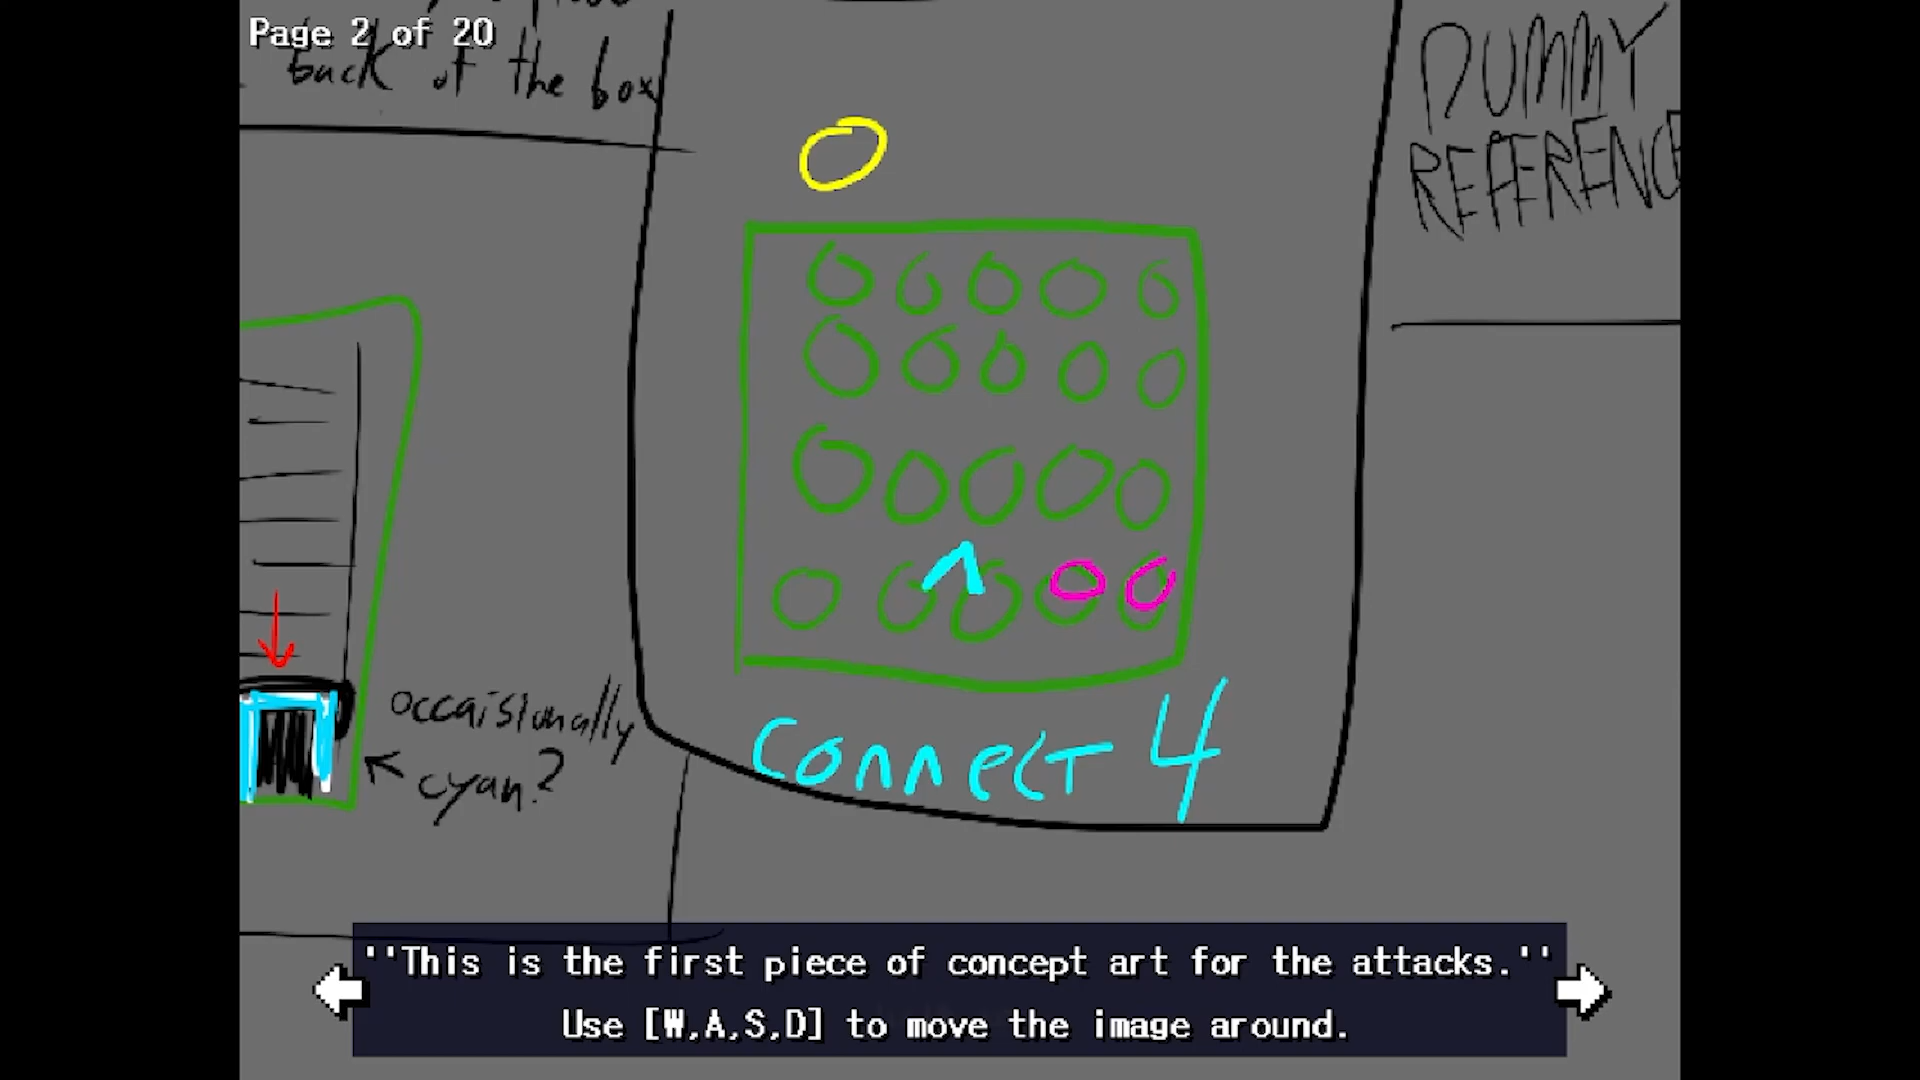 Page 2 of 20
back of the box
DUMMY
REFERENCE
occaisionally
cyan?
connect 4
''This is the first piece of concept art for the attacks.''
Use [W,A,S,D] to move the image around.